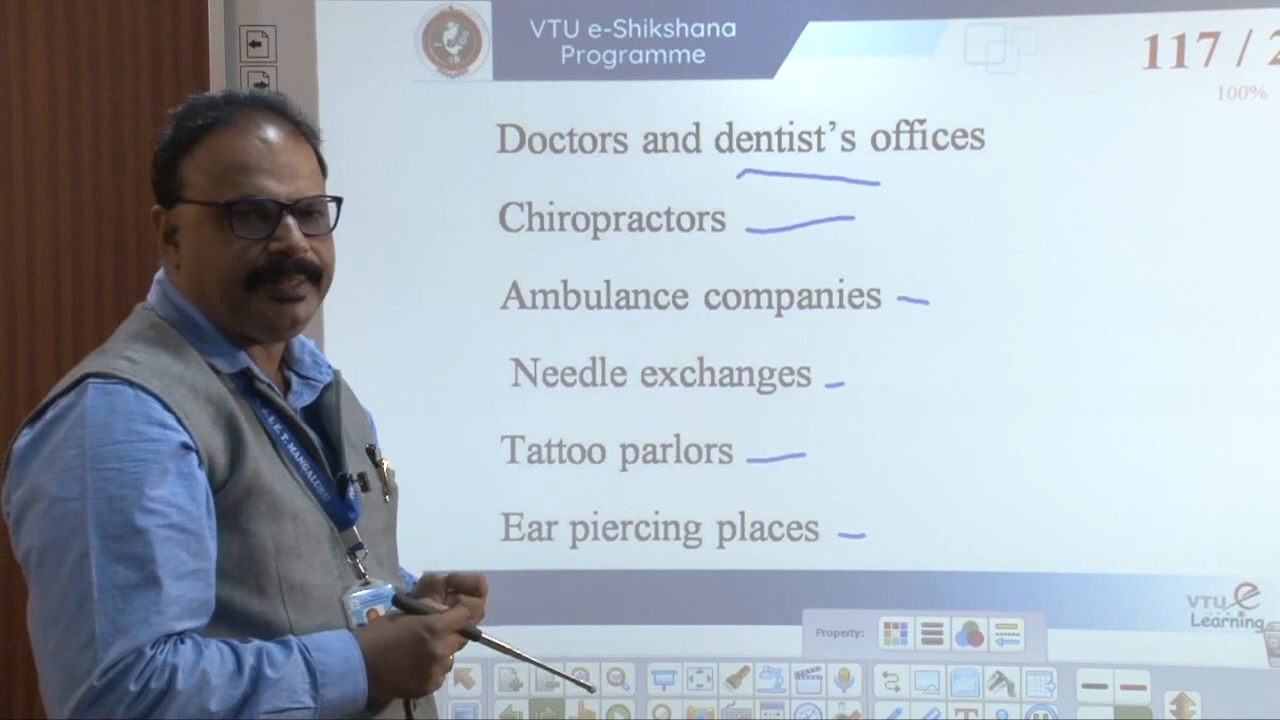 VTU e-Shikshana
Programme
117 / 2
100%
Doctors and dentist's offices
Chiropractors
Ambulance companies
Needle exchanges
Tattoo parlors
Ear piercing places
T. MANGALURU
VTU e
Learning
Property: